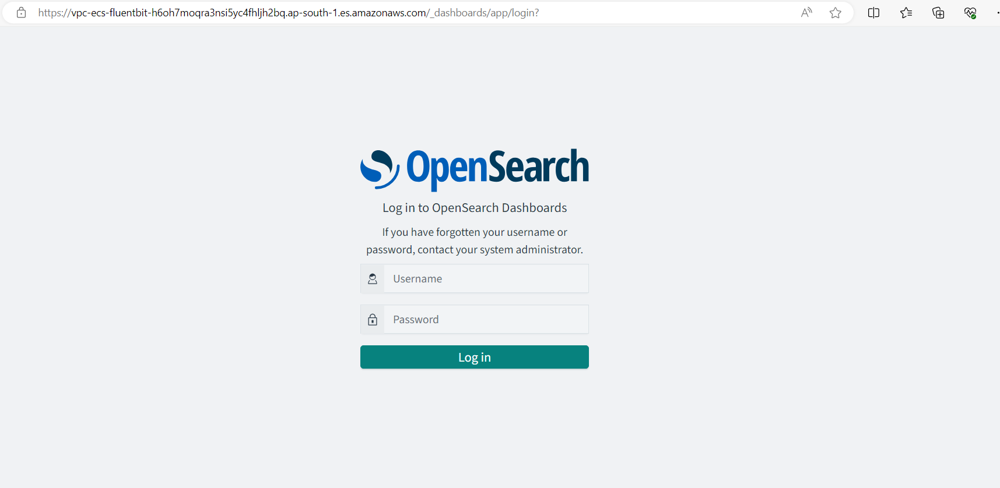 https://vpc-ecs-fluentbit-h6oh7moqra3nsi5yc4fhljh2bq.ap-south-1.es.amazonaws.com/_dashboards/app/login?
OpenSearch
Log in to OpenSearch Dashboards
If you have forgotten your username or
password, contact your system administrator.
Username
Password
Log in